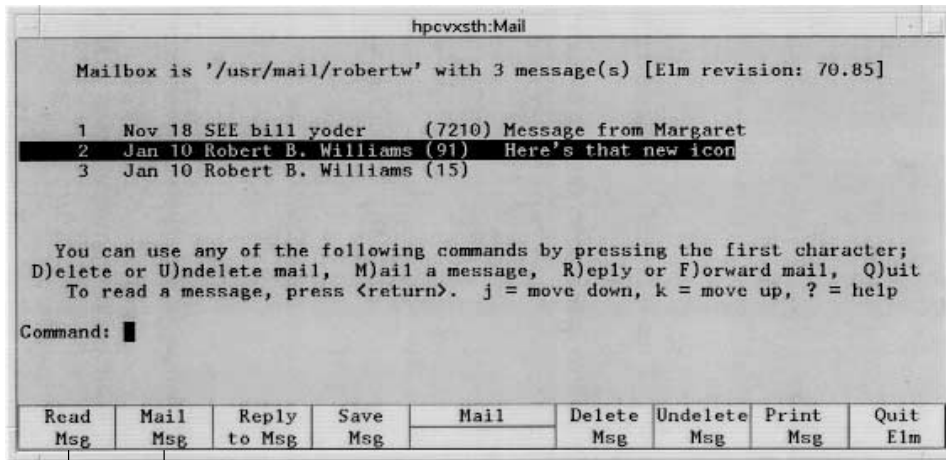 hpcvxsth:Mail
Mailbox is '/usr/mail/robertw' with 3 message(s) [Elm revision: 70.85]
1 Nov 18 SEE bill yoder (7210) Message from Margaret
2 Jan 10 Robert B. Williams (91) Here's that new icon
3 Jan 10 Robert B. Williams (15)
You can use any of the following commands by pressing the first character;
D)elete or U)ndelete mail, M)ail a message, R)eply or F)orward mail, Q)uit
To read a message, press <return>. j = move down, k = move up, ? = help
Command:
Read Mail Reply Save Mail Delete Undelete Print Quit
Msg Msg to Msg Msg Msg Msg Msg Elm